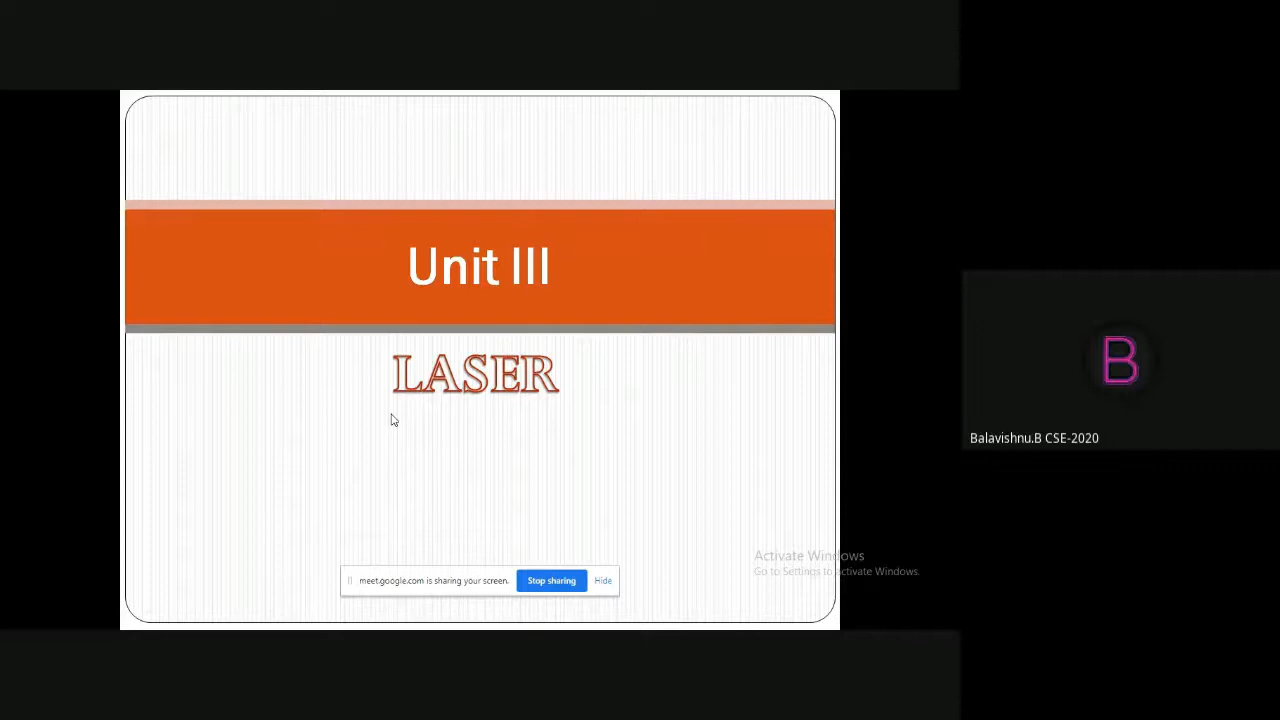 Unit III
LASER
B
Balavishnu.B CSE-2020
Activate Windows
Go to Settings to activate Windows.
meet.google.com is sharing your screen.
Stop sharing
Hide